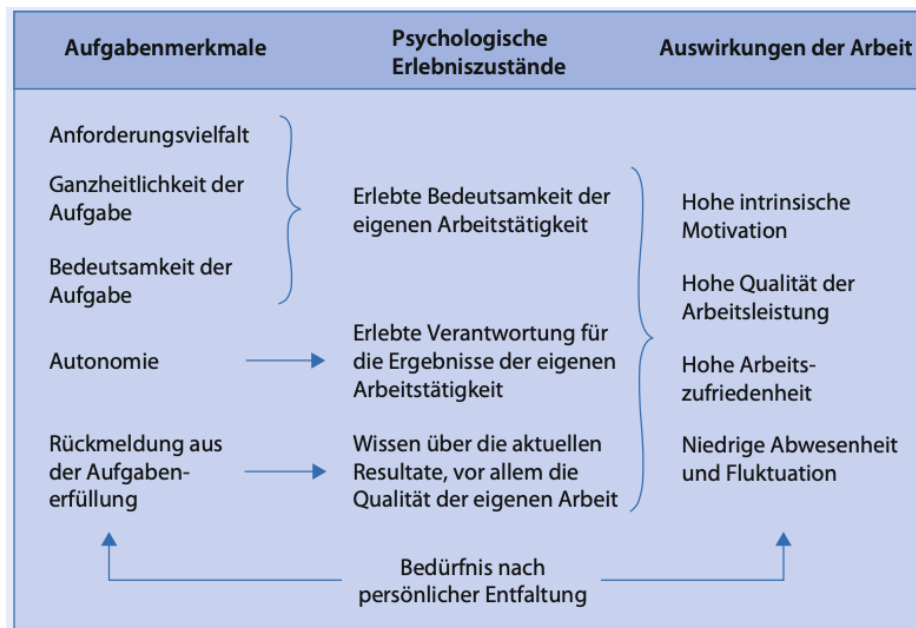 Aufgabenmerkmale
Psychologische
Erlebniszustände
Auswirkungen der Arbeit
Anforderungsvielfalt
Ganzheitlichkeit der
Aufgabe
Bedeutsamkeit der
Aufgabe
Autonomie
Rückmeldung aus
der Aufgaben-
erfüllung
Erlebte Bedeutsamkeit der
eigenen Arbeitstätigkeit
Erlebte Verantwortung für
die Ergebnisse der eigenen
Arbeitstätigkeit
Wissen über die aktuellen
Resultate, vor allem die
Qualität der eigenen Arbeit
Hohe intrinsische
Motivation
Hohe Qualität der
Arbeitsleistung
Hohe Arbeits-
zufriedenheit
Niedrige Abwesenheit
und Fluktuation
Bedürfnis nach
persönlicher Entfaltung